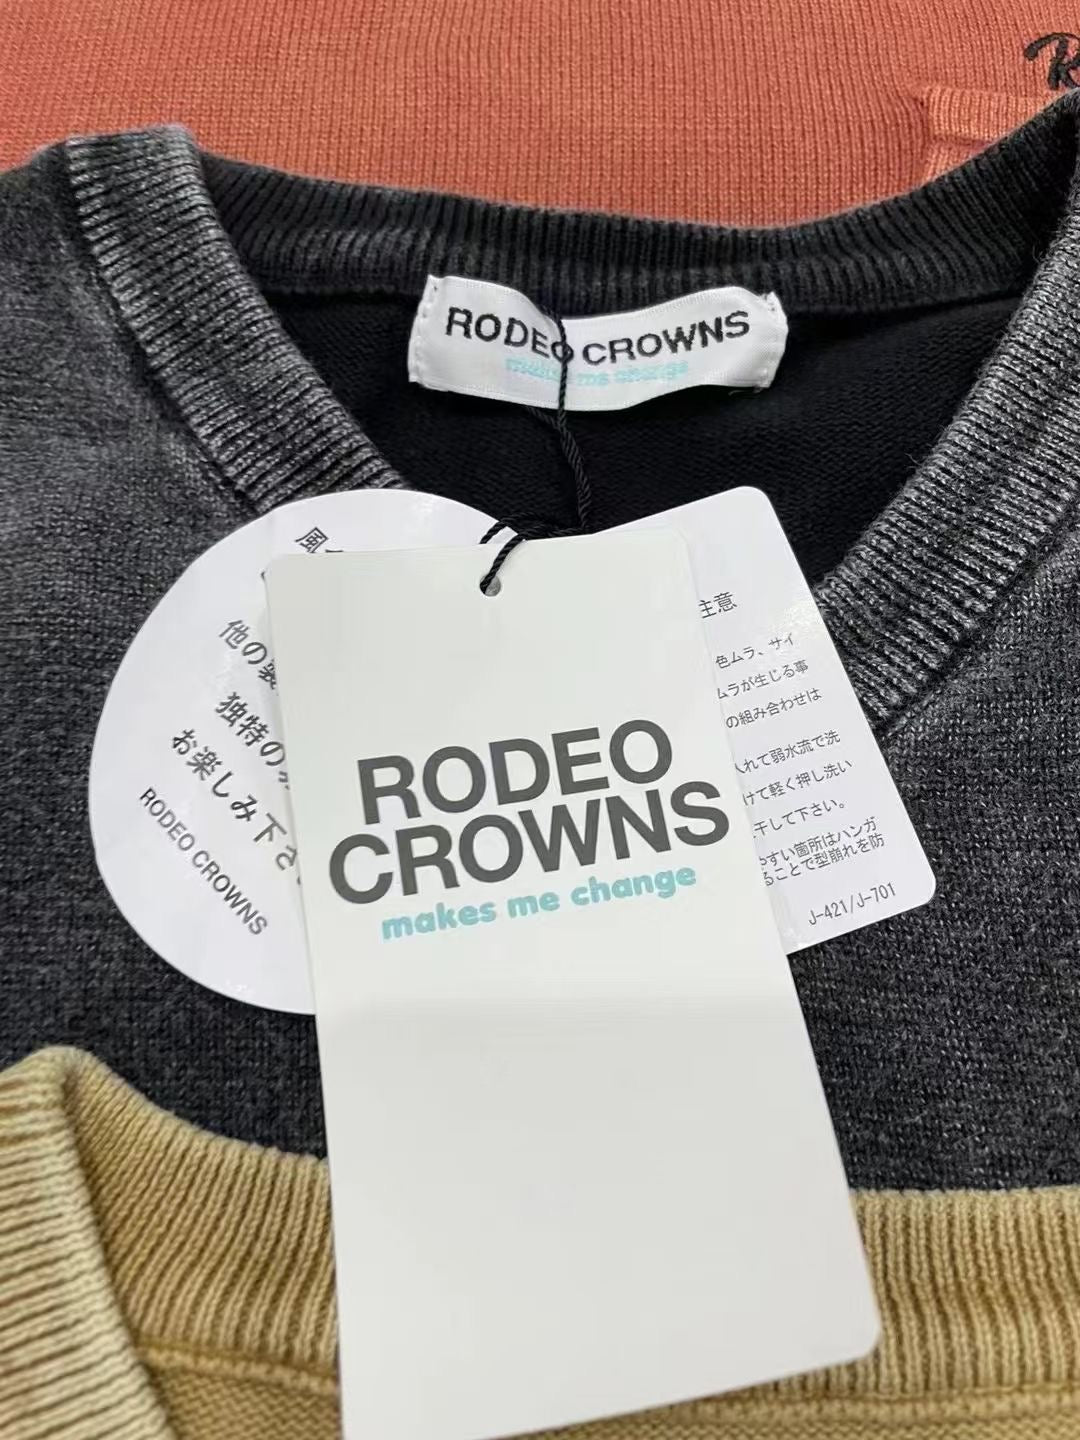 RODEO CROWNS
makes me change
風
他の製
独特の
お楽しみ下さ
RODEO CROWNS
RODEO
CROWNS
makes me change
注意
色ムラ、サイ
ムラが生じる事
の組み合わせは
入れて弱水流で洗
けて軽く押し洗い
干して下さい。
やすい箇所はハンガ
ることで型崩れを防
J-421/J-701